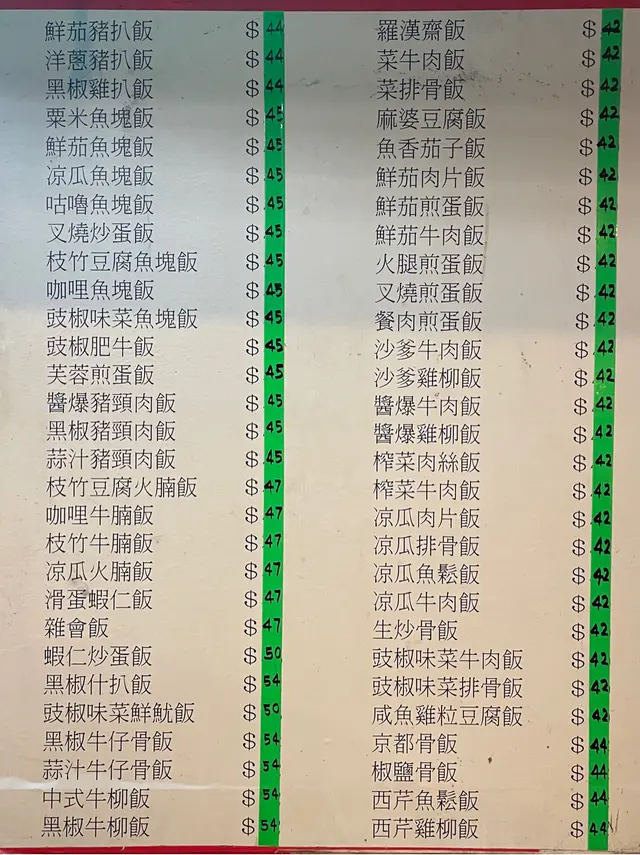 鮮茄豬扒飯 $44
洋蔥豬扒飯 $44
黑椒雞扒飯 $44
粟米魚塊飯 $45
鮮茄魚塊飯 $45
涼瓜魚塊飯 $45
咕嚕魚塊飯 $45
叉燒炒蛋飯 $45
枝竹豆腐魚塊飯 $45
咖哩魚塊飯 $45
豉椒味菜魚塊飯 $45
豉椒肥牛飯 $45
芙蓉煎蛋飯 $45
醬爆豬頸肉飯 $45
黑椒豬頸肉飯 $45
蒜汁豬頸肉飯 $45
枝竹豆腐火腩飯 $47
咖哩牛腩飯 $47
枝竹牛腩飯 $47
涼瓜火腩飯 $47
滑蛋蝦仁飯 $47
雜會飯 $47
蝦仁炒蛋飯 $50
黑椒什扒飯 $54
豉椒味菜鮮魷飯 $50
黑椒牛仔骨飯 $54
蒜汁牛仔骨飯 $54
中式牛柳飯 $54
黑椒牛柳飯 $54
羅漢齋飯 $42
菜牛肉飯 $42
菜排骨飯 $42
麻婆豆腐飯 $42
魚香茄子飯 $42
鮮茄肉片飯 $42
鮮茄煎蛋飯 $42
鮮茄牛肉飯 $42
火腿煎蛋飯 $42
叉燒煎蛋飯 $42
餐肉煎蛋飯 $42
沙爹牛肉飯 $42
沙爹雞柳飯 $42
醬爆牛肉飯 $42
醬爆雞柳飯 $42
榨菜肉絲飯 $42
榨菜牛肉飯 $42
涼瓜肉片飯 $42
涼瓜排骨飯 $42
涼瓜魚鬆飯 $42
涼瓜牛肉飯 $42
生炒骨飯 $42
豉椒味菜牛肉飯 $42
豉椒味菜排骨飯 $42
咸魚雞粒豆腐飯 $42
京都骨飯 $44
椒鹽骨飯 $44
西芹魚鬆飯 $44
西芹雞柳飯 $44